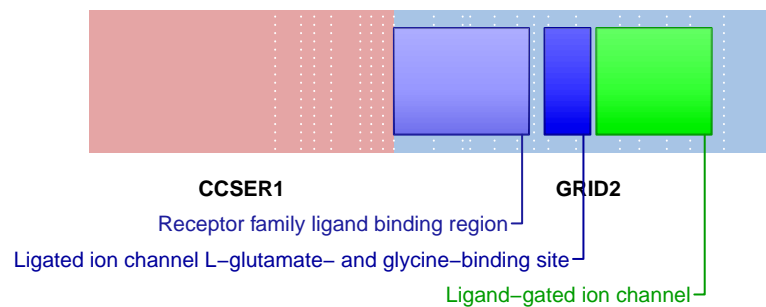 CCSER1 GRID2
Receptor family ligand binding region
Ligated ion channel L−glutamate− and glycine−binding site
Ligand−gated ion channel